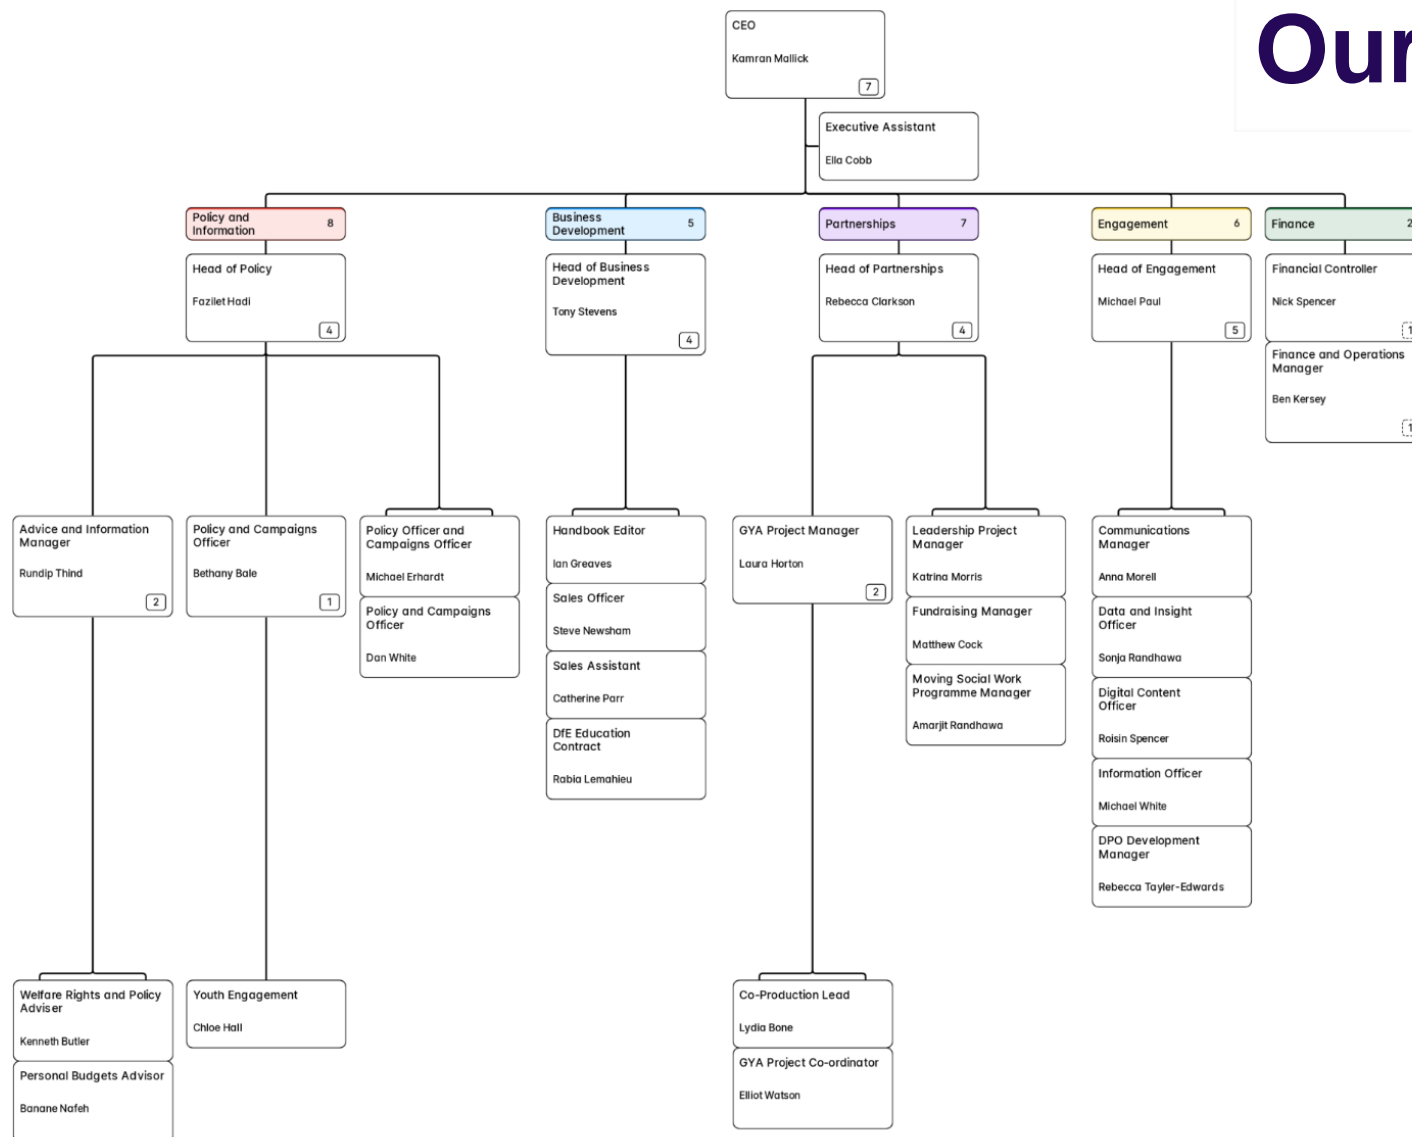 Our
CEO
Kamran Mallick
7
Executive Assistant
Ella Cobb
Policy and
Information
8
Business
Development
5
Partnerships
7
Engagement
6
Finance
2
Head of Policy
Fazilet Hadi
4
Head of Business
Development
Tony Stevens
4
Head of Partnerships
Rebecca Clarkson
4
Head of Engagement
Michael Paul
5
Financial Controller
Nick Spencer
1
Finance and Operations
Manager
Ben Kersey
1
Advice and Information
Manager
Rundip Thind
2
Policy and Campaigns
Officer
Bethany Bale
1
Policy Officer and
Campaigns Officer
Michael Erhardt
Policy and Campaigns
Officer
Dan White
Handbook Editor
Ian Greaves
Sales Officer
Steve Newsham
Sales Assistant
Catherine Parr
DfE Education
Contract
Rabia Lemahieu
GYA Project Manager
Laura Horton
2
Leadership Project
Manager
Katrina Morris
Fundraising Manager
Matthew Cock
Moving Social Work
Programme Manager
Amarjit Randhawa
Communications
Manager
Anna Morell
Data and Insight
Officer
Sonja Randhawa
Digital Content
Officer
Roisin Spencer
Information Officer
Michael White
DPO Development
Manager
Rebecca Tayler-Edwards
Welfare Rights and Policy
Adviser
Kenneth Butler
Personal Budgets Advisor
Banane Nafeh
Youth Engagement
Chloe Hall
Co-Production Lead
Lydia Bone
GYA Project Co-ordinator
Elliot Watson